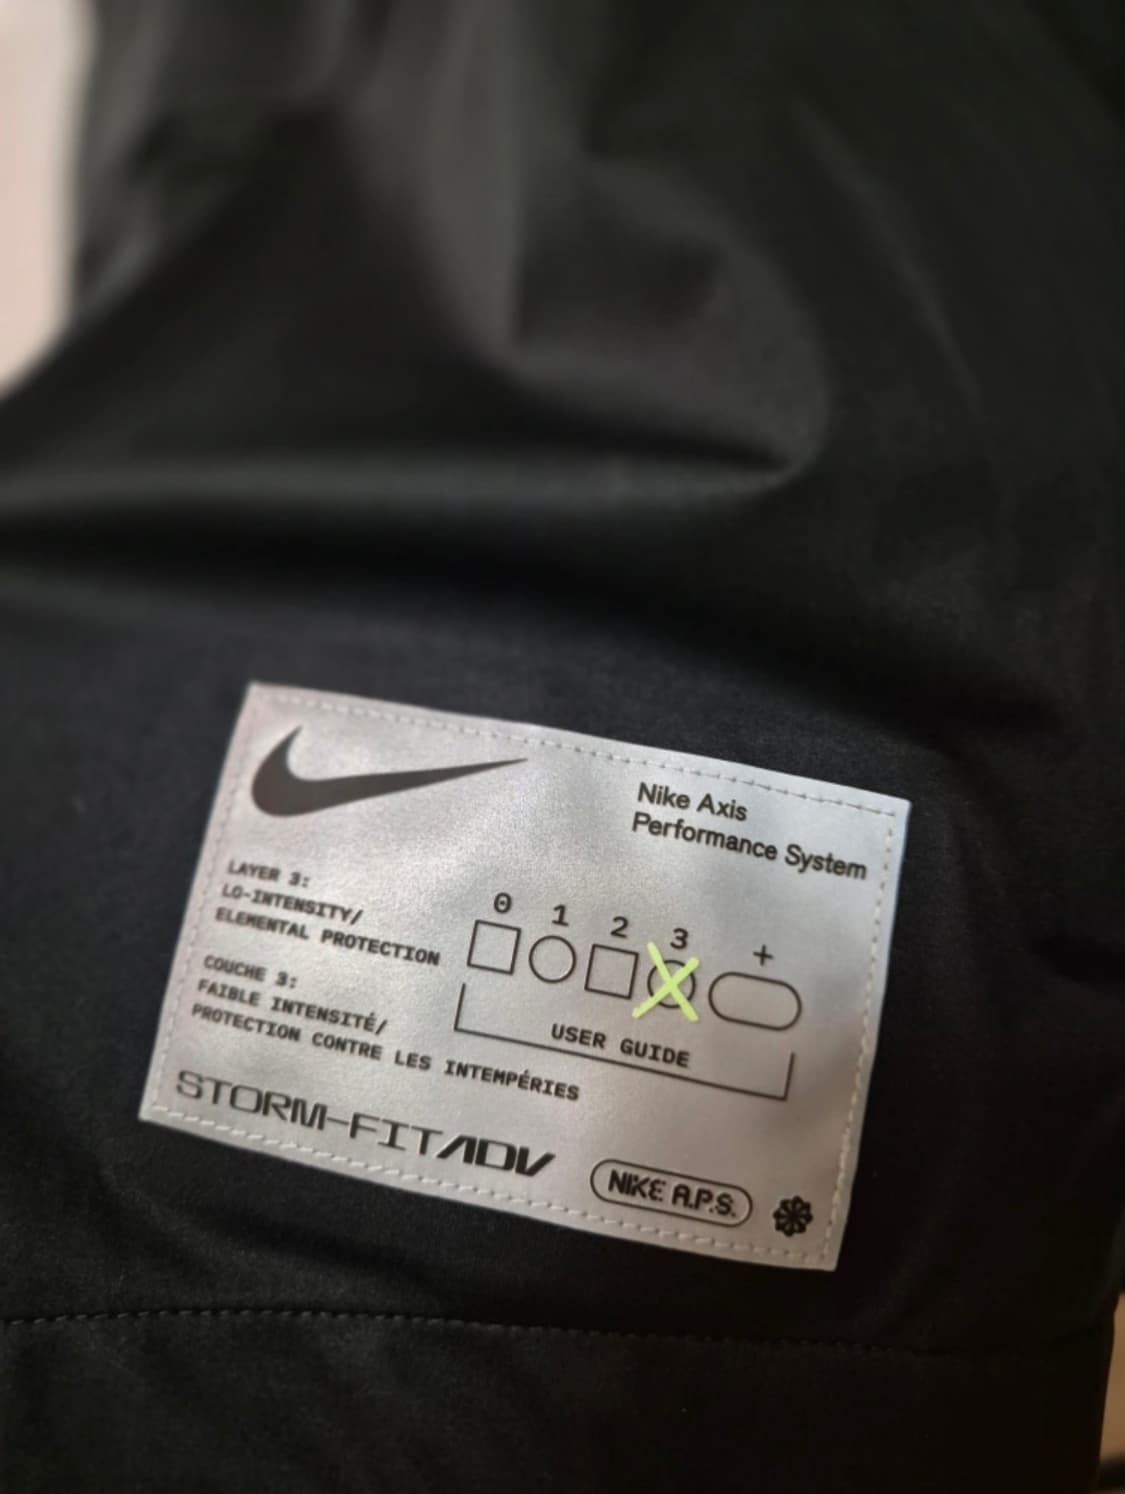 Nike Axis
Performance System
LAYER 3:
LO-INTENSITY/
ELEMENTAL PROTECTION
0 1 2 3 +
COUCHE 3:
FAIBLE INTENSITÉ/
PROTECTION CONTRE LES INTEMPÉRIES
USER GUIDE
STORM-FIT ADV
NIKE A.P.S.